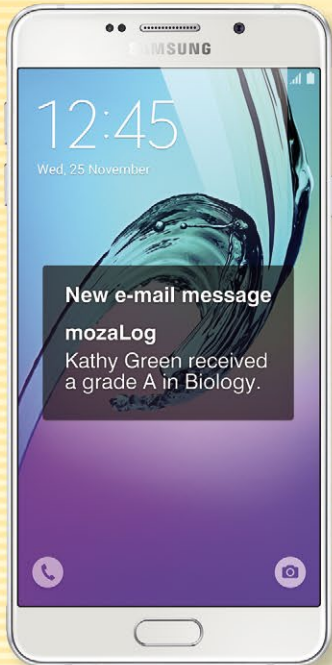 SAMSUNG
12:45
Wed, 25 November
New e-mail message
mozaLog
Kathy Green received
a grade A in Biology.